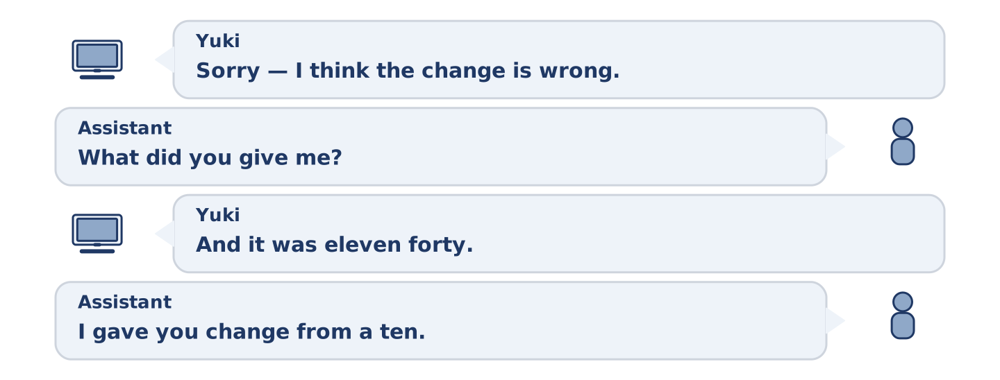 Yuki
Sorry — I think the change is wrong.
Assistant
What did you give me?
Yuki
And it was eleven forty.
Assistant
I gave you change from a ten.